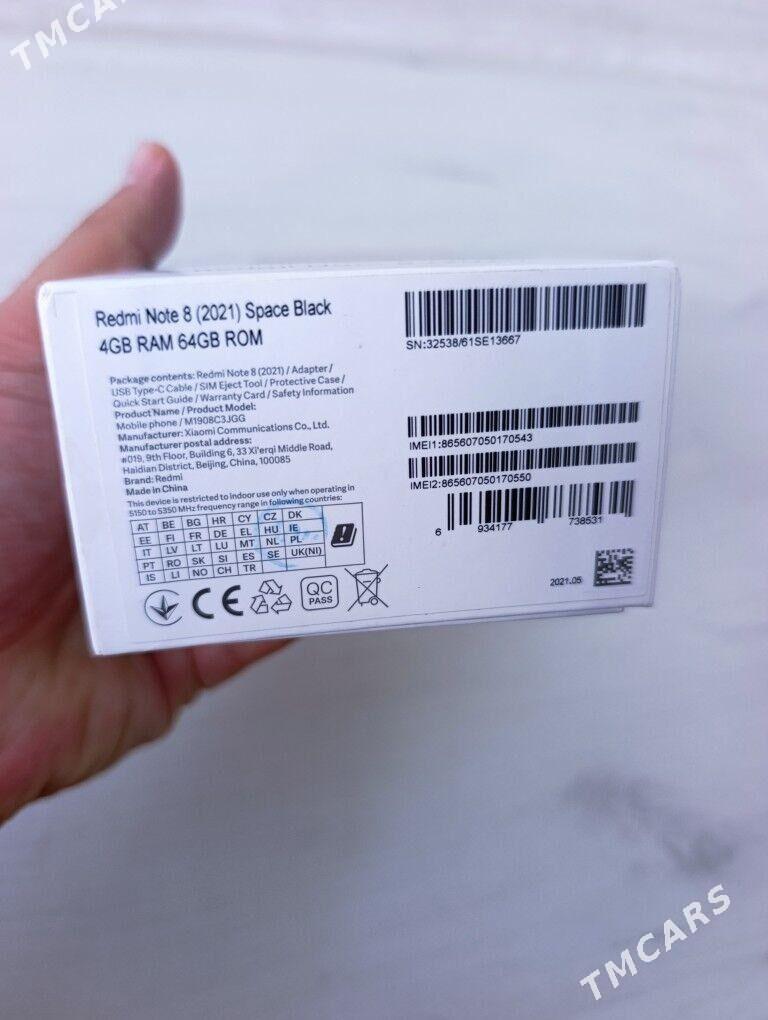 TMCARS
Redmi Note 8 (2021) Space Black
4GB RAM 64GB ROM
Package contents: Redmi Note 8 (2021) / Adapter /
USB Type-C Cable / SIM Eject Tool / Protective Case /
Quick Start Guide / Warranty Card / Safety Information
Product Name / Product Model:
Mobile phone / M1908C3JGG
Manufacturer: Xiaomi Communications Co., Ltd.
Manufacturer postal address:
#019, 9th Floor, Building 6, 33 Xi'erqi Middle Road,
Haidian District, Beijing, China, 100085
Brand: Redmi
Made in China
This device is restricted to indoor use only when operating in
5150 to 5350 MHz frequency range in following countries:
AT BE BG HR CY CZ DK
EE FI FR DE EL HU IE
IT LV LT LU MT NL PL
PT RO SK SI ES SE UK(NI)
IS LI NO CH TR
CE
QC
PASS
SN:32538/61SE13667
IMEI1:865607050170543
IMEI2:865607050170550
6 934177 738531
2021.05
TMCARS